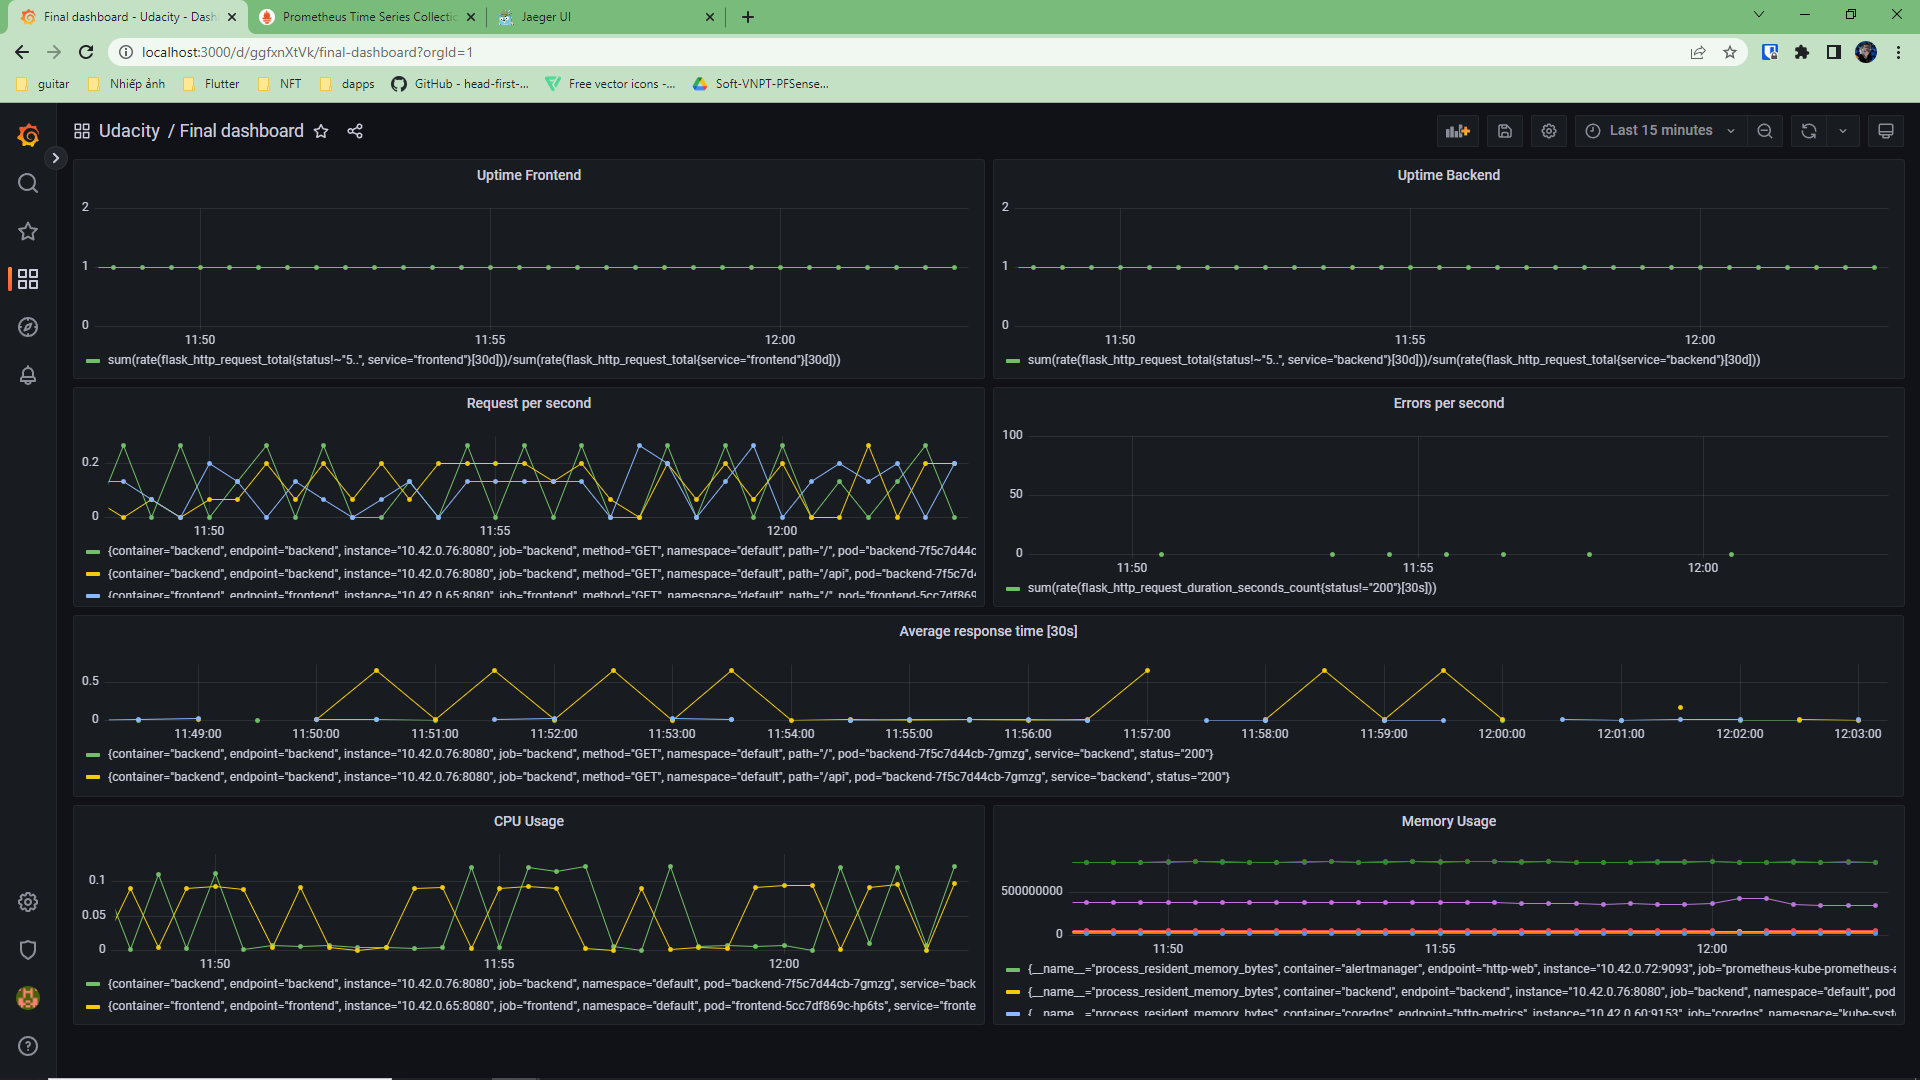 Final dashboard - Udacity - Dash
Prometheus Time Series Collectic
Jaeger UI
localhost:3000/d/ggfxnXtVk/final-dashboard?orgId=1
guitar
Nhiếp ảnh
Flutter
NFT
dapps
GitHub - head-first-...
Free vector icons -...
Soft-VNPT-PFSense...
Udacity / Final dashboard
Last 15 minutes
Uptime Frontend
2
1
0
11:50 11:55 12:00
sum(rate(flask_http_request_total{status!~"5..", service="frontend"}[30d]))/sum(rate(flask_http_request_total{service="frontend"}[30d]))
Uptime Backend
2
1
0
11:50 11:55 12:00
sum(rate(flask_http_request_total{status!~"5..", service="backend"}[30d]))/sum(rate(flask_http_request_total{service="backend"}[30d]))
Request per second
0.2
0
11:50 11:55 12:00
{container="backend", endpoint="backend", instance="10.42.0.76:8080", job="backend", method="GET", namespace="default", path="/", pod="backend-7f5c7d44c
{container="backend", endpoint="backend", instance="10.42.0.76:8080", job="backend", method="GET", namespace="default", path="/api", pod="backend-7f5c7d4
{container="frontend", endpoint="frontend", instance="10.42.0.65:8080", job="frontend", method="GET", namespace="default", path="/", pod="frontend-5cc7df869
Errors per second
100
50
0
11:50 11:55 12:00
sum(rate(flask_http_request_duration_seconds_count{status!="200"}[30s]))
Average response time [30s]
0.5
0
11:49:00 11:50:00 11:51:00 11:52:00 11:53:00 11:54:00 11:55:00 11:56:00 11:57:00 11:58:00 11:59:00 12:00:00 12:01:00 12:02:00 12:03:00
{container="backend", endpoint="backend", instance="10.42.0.76:8080", job="backend", method="GET", namespace="default", path="/", pod="backend-7f5c7d44cb-7gmzg", service="backend", status="200"}
{container="backend", endpoint="backend", instance="10.42.0.76:8080", job="backend", method="GET", namespace="default", path="/api", pod="backend-7f5c7d44cb-7gmzg", service="backend", status="200"}
CPU Usage
0.1
0.05
0
11:50 11:55 12:00
{container="backend", endpoint="backend", instance="10.42.0.76:8080", job="backend", namespace="default", pod="backend-7f5c7d44cb-7gmzg", service="back
{container="frontend", endpoint="frontend", instance="10.42.0.65:8080", job="frontend", namespace="default", pod="frontend-5cc7df869c-hp6ts", service="fronte
Memory Usage
500000000
0
11:50 11:55 12:00
{__name__="process_resident_memory_bytes", container="alertmanager", endpoint="http-web", instance="10.42.0.72:9093", job="prometheus-kube-prometheus-a
{__name__="process_resident_memory_bytes", container="backend", endpoint="backend", instance="10.42.0.76:8080", job="backend", namespace="default", pod
{__name__="process_resident_memory_bytes", container="coredns", endpoint="http-metrics", instance="10.42.0.60:9153", job="coredns", namespace="kube-syst